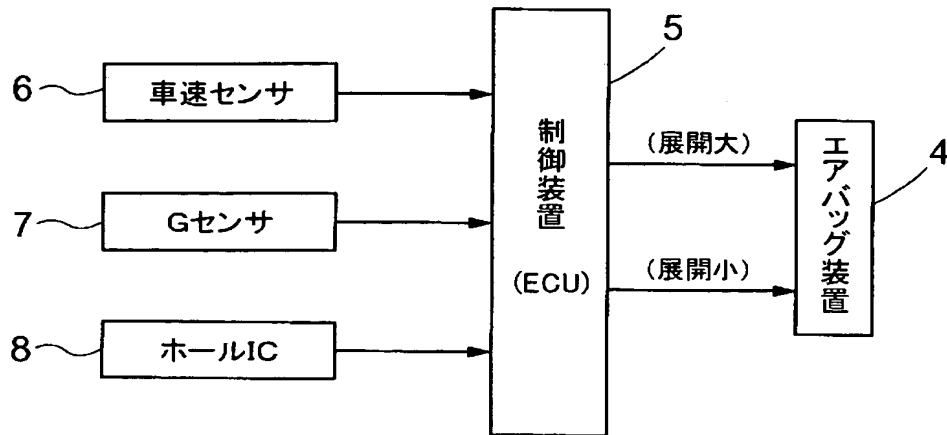 6
車速センサ
7
Gセンサ
8
ホールIC
5
制御装置
(ECU)
(展開大)
(展開小)
エアバッグ装置
4